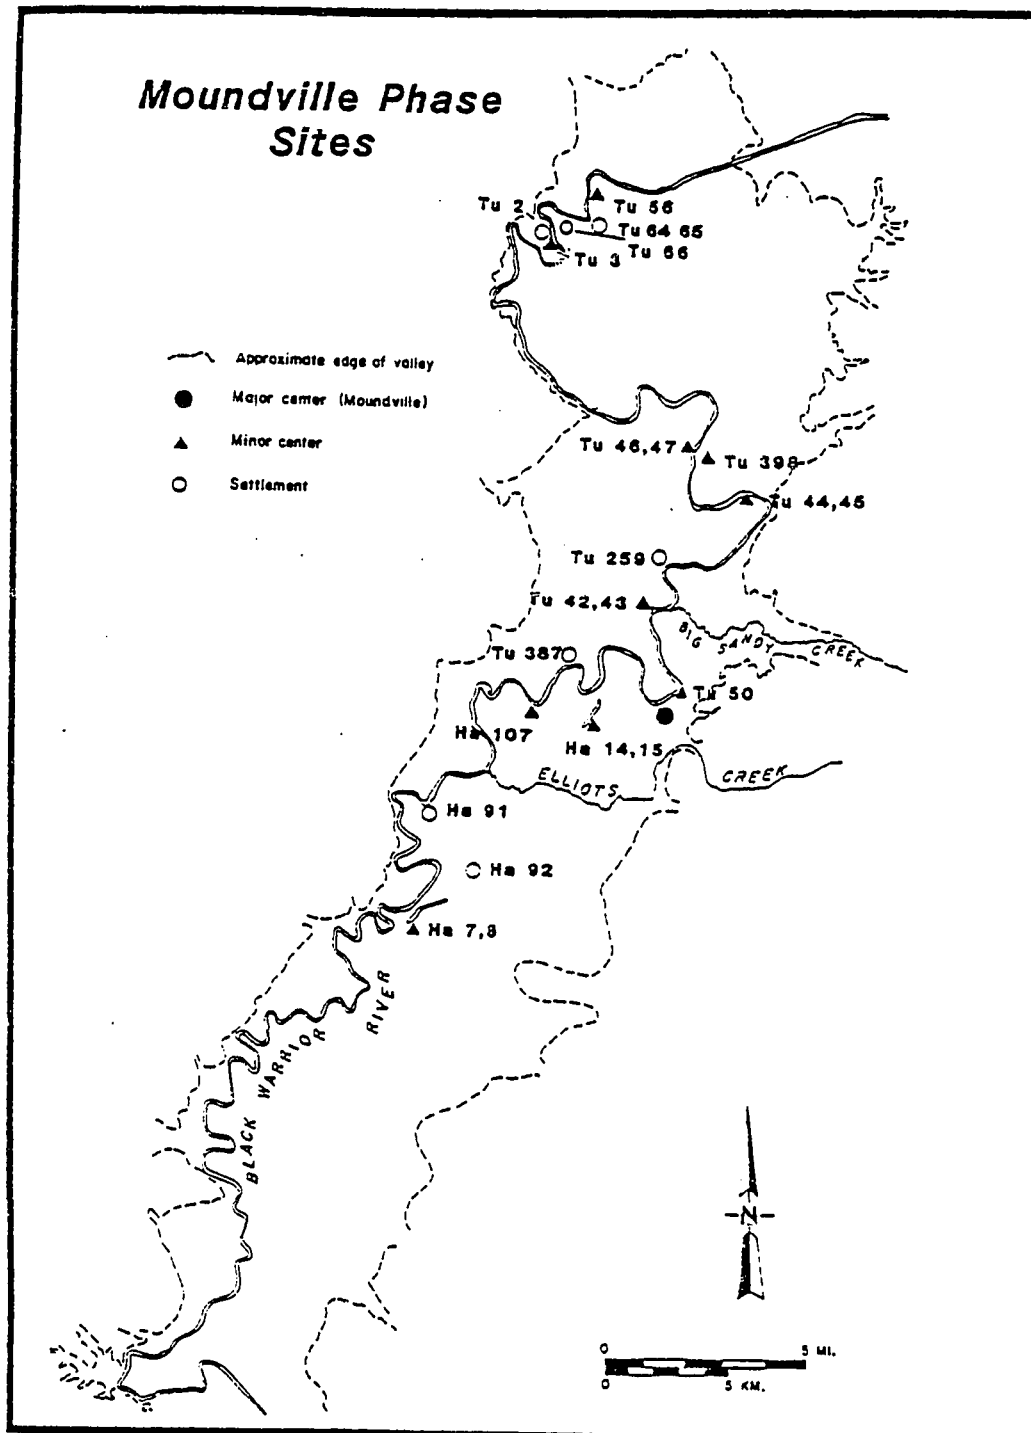 Moundville Phase
Sites
Tu 2
Tu 56
Tu 64 65
Tu 66
Tu 3
Approximate edge of valley
Major center (Moundville)
Minor center
Settlement
Tu 46,47
Tu 398
Tu 44,45
Tu 259
Tu 42,43
BIG SANDY CREEK
Tu 387
Tu 50
Ha 107
Ha 14,15
ELLIOTS CREEK
Ha 91
Ha 92
Ha 7,8
BLACK WARRIOR RIVER
N
0 5 MI.
0 5 KM.